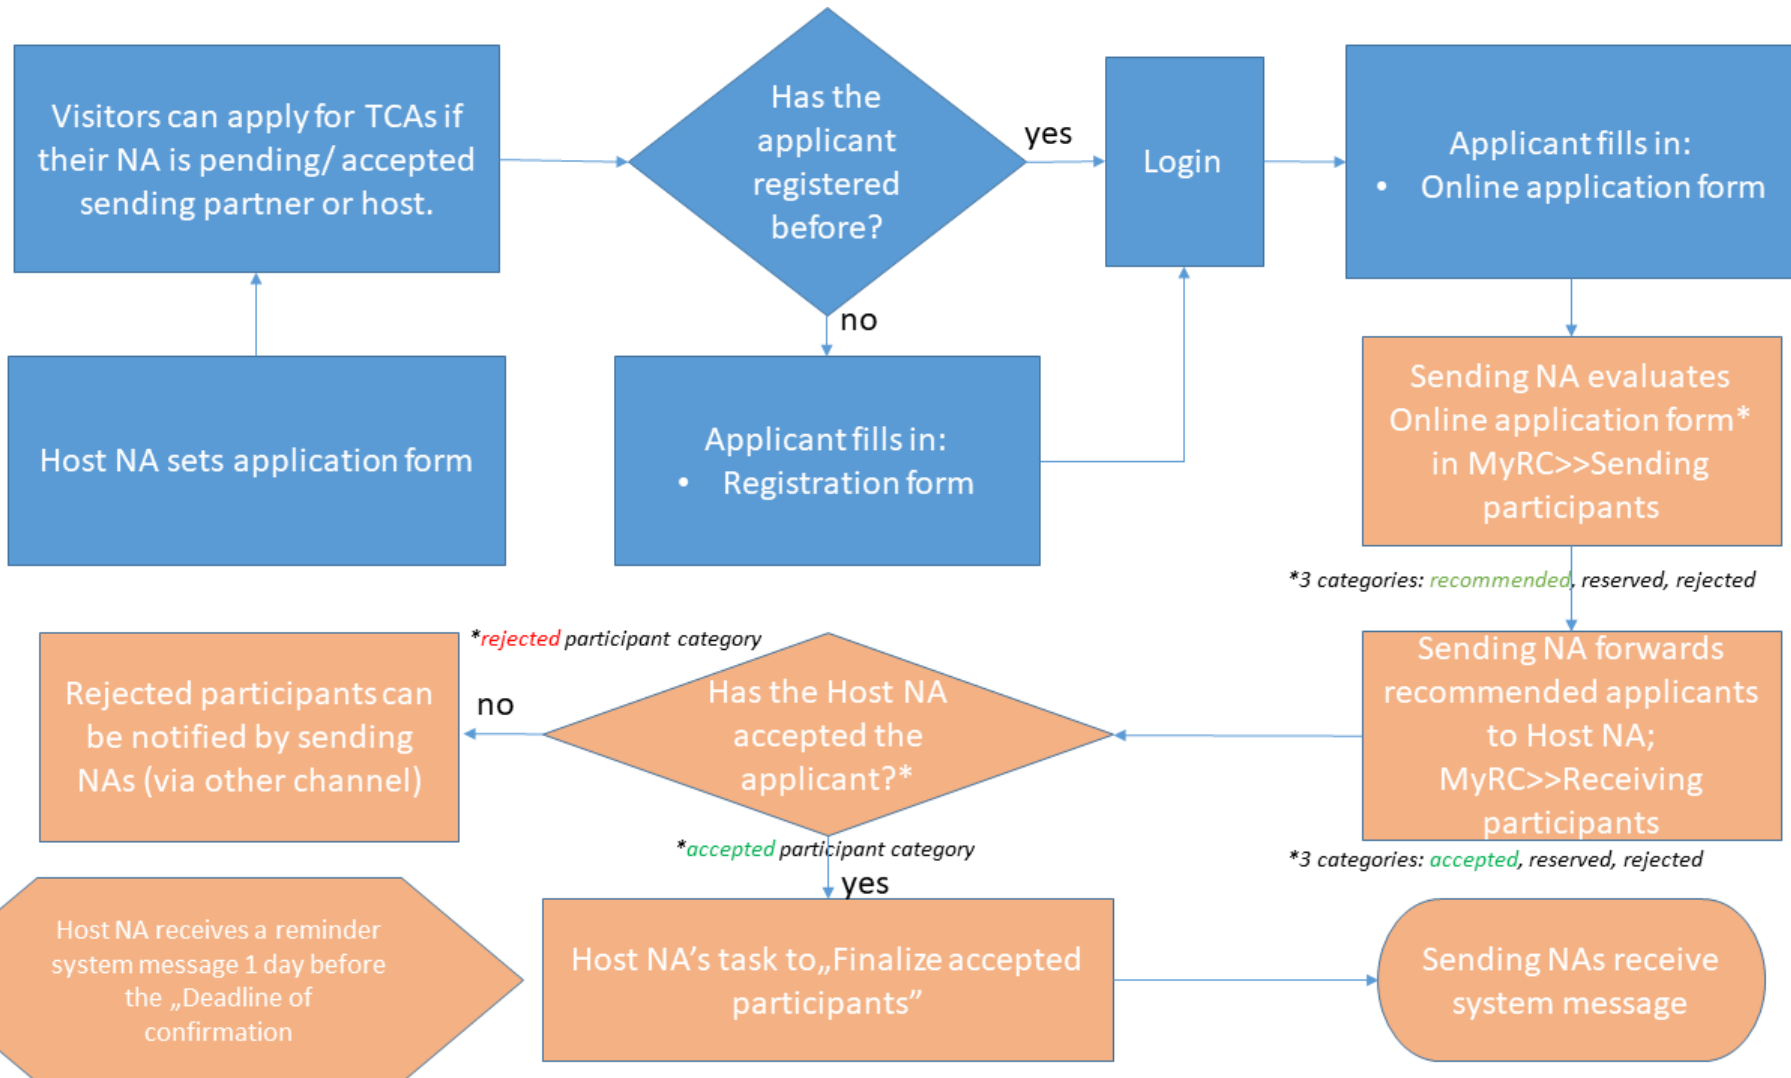 Visitors can apply for TCAs if
their NA is pending/ accepted
sending partner or host.
Has the
applicant
registered
before?
yes
Login
Applicant fills in:
• Online application form
no
Host NA sets application form
Applicant fills in:
• Registration form
Sending NA evaluates
Online application form*
in MyRC>>Sending
participants
*3 categories: recommended, reserved, rejected
Sending NA forwards
recommended applicants
to Host NA;
MyRC>>Receiving
participants
*3 categories: accepted, reserved, rejected
Has the Host NA
accepted the
applicant?*
*rejected participant category
no
Rejected participants can
be notified by sending
NAs (via other channel)
*accepted participant category
yes
Host NA receives a reminder
system message 1 day before
the „Deadline of
confirmation
Host NA’s task to„Finalize accepted
participants”
Sending NAs receive
system message